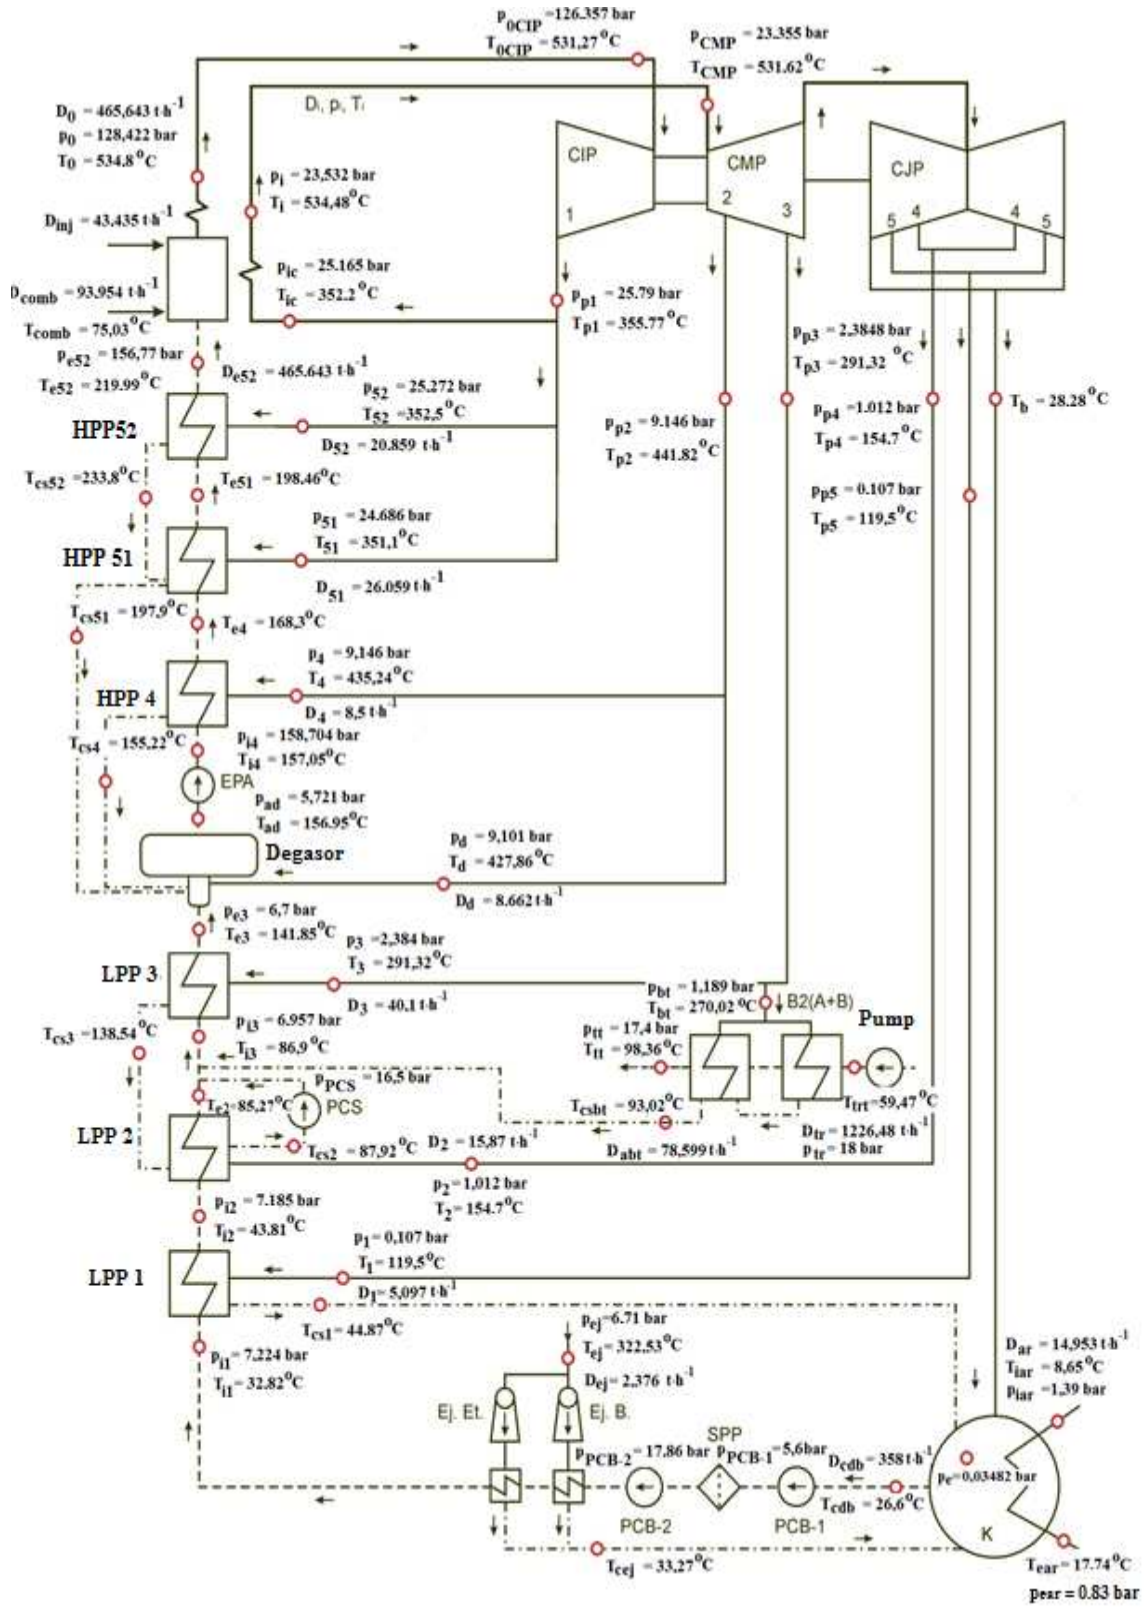 p0CIP =126.357 bar
T0CIP = 531,27°C
pCMP = 23.355 bar
TCMP = 531.62°C
D0 = 465,643 t·h-1
p0 = 128,422 bar
T0 = 534.8°C
Di, pi, Ti
CIP
1
CMP
2
3
CJP
5
4
4
5
pi = 23,532 bar
Ti = 534,48°C
Dinj = 43.435 t·h-1
pic = 25.165 bar
Tic = 352.2°C
Dcomb = 93.954 t·h-1
Tcomb = 75,03°C
pp1 = 25.79 bar
Tp1 = 355.77°C
pe52 = 156,77 bar
Te52 = 219.99°C
De52 = 465.643 t·h-1
p52 = 25.272 bar
T52 = 352,5°C
D52 = 20.859 t·h-1
HPP52
pp3 = 2,3848 bar
Tp3 = 291,32 °C
pp2 = 9.146 bar
Tp2 = 441.82°C
pp4 =1.012 bar
Tp4 = 154.7°C
Tb = 28.28°C
Tcs52 =233,8°C
Te51 = 198.46°C
pp5 = 0.107 bar
Tp5 = 119,5°C
p51 = 24.686 bar
T51 = 351,1°C
D51 = 26.059 t·h-1
HPP 51
Tcs51 = 197,9°C
Te4 = 168,3°C
p4 = 9,146 bar
T4 = 435,24°C
D4 = 8,5 t·h-1
HPP 4
Tcs4 = 155,22°C
pi4 = 158,704 bar
Ti4 = 157,05°C
EPA
pad = 5,721 bar
Tad = 156.95°C
Degasor
pd = 9,101 bar
Td = 427,86°C
Dd = 8.662 t·h-1
pe3 = 6,7 bar
Te3 = 141.85°C
p3 =2,384 bar
T3 = 291,32°C
D3 = 40,1 t·h-1
LPP 3
pbt = 1,189 bar
Tbt = 270,02 °C
B2(A+B)
Pump
ptt = 17,4 bar
Ttt = 98,36°C
Tcs3 =138,54°C
pi3 = 6.957 bar
Ti3 = 86,9°C
pPCS = 16,5 bar
PCS
Te2=85,27°C
Tcs2 = 87,92°C
Tcsbt = 93,02°C
Ttrt=59,47°C
Dtr= 1226,48 t·h-1
ptr= 18 bar
Dabt = 78,599 t·h-1
LPP 2
D2 = 15,87 t·h-1
p2 = 1,012 bar
T2 = 154.7°C
pi2 = 7.185 bar
Ti2 = 43.81°C
p1 = 0,107 bar
T1 = 119,5°C
D1= 5,097 t·h-1
LPP 1
Tcs1 = 44.87°C
pi1 = 7,224 bar
Ti1 = 32.82°C
pej=6.71 bar
Tej = 322.53°C
Dej = 2,376 t·h-1
Ej. Et.
Ej. B.
Dar = 14,953 t·h-1
Tiar = 8,65°C
piar =1,39 bar
SPP
pPCB-2 = 17.86 bar
pPCB-1 = 5,6bar
Dcdb= 358 t·h-1
pe=0,03482 bar
Tcdb = 26,6°C
PCB-2
PCB-1
K
Tcej = 33,27°C
Tear = 17.74°C
pear = 0.83 bar